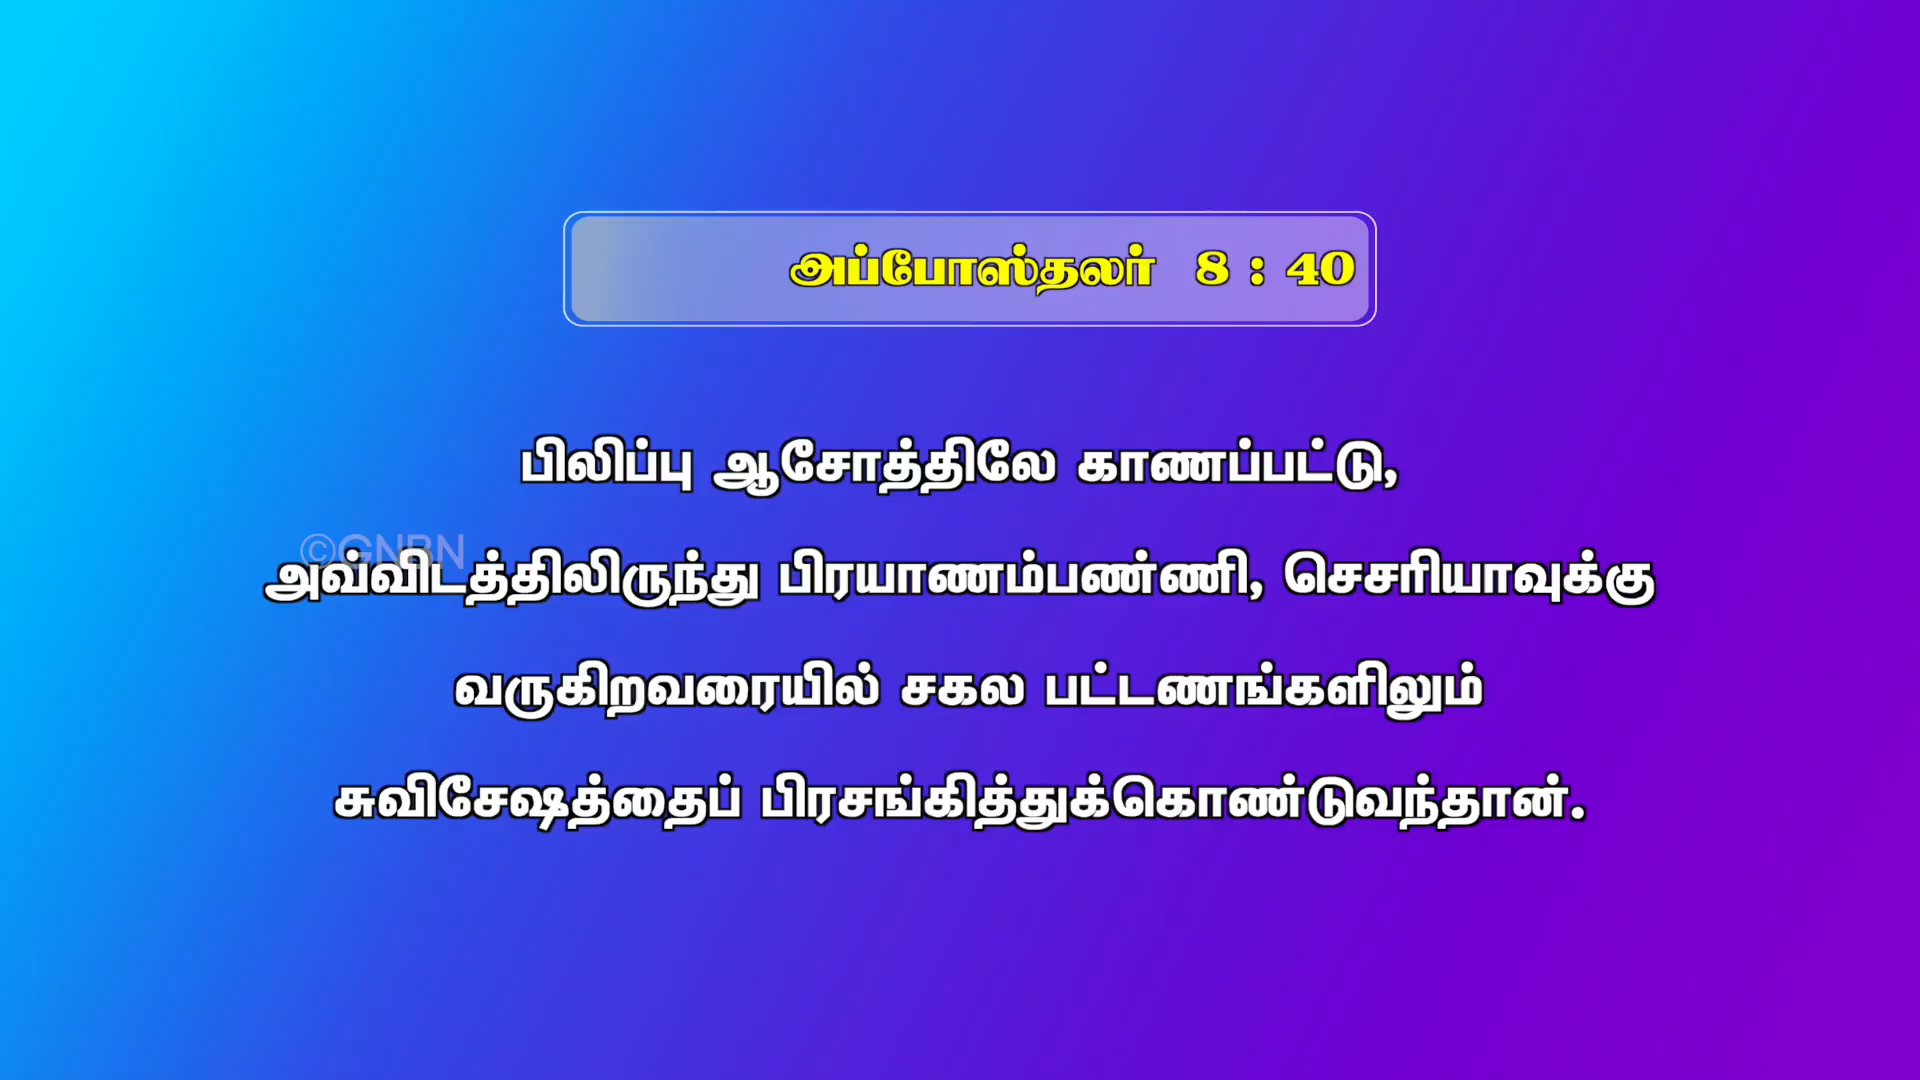 அப்போஸ்தலர் 8 : 40
பிலிப்பு ஆசோத்திலே காணப்பட்டு,
©GNBN
அவ்விடத்திலிருந்து பிரயாணம்பண்ணி, செசரியாவுக்கு
வருகிறவரையில் சகல பட்டணங்களிலும்
சுவிசேஷத்தைப் பிரசங்கித்துக்கொண்டுவந்தான்.